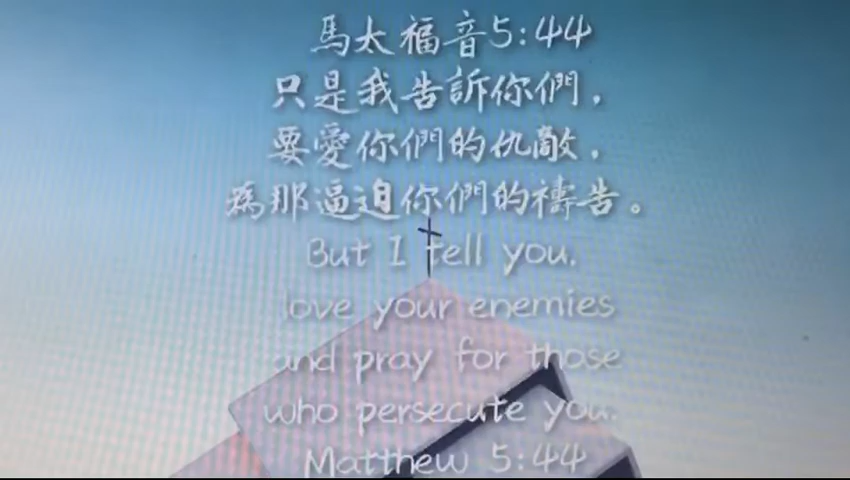 馬太福音5:44
只是我告訴你們，
要愛你們的仇敵，
為那逼迫你們的禱告。
But I tell you,
love your enemies
and pray for those
who persecute you.
Matthew 5:44